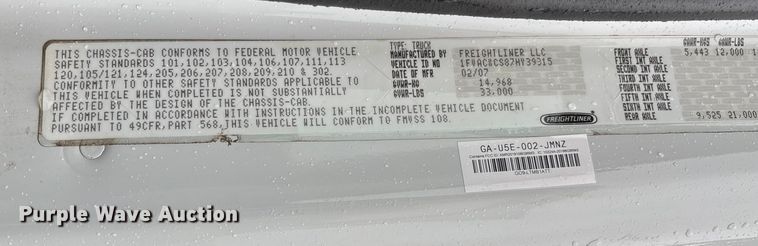 THIS CHASSIS-CAB CONFORMS TO FEDERAL MOTOR VEHICLE
SAFETY STANDARDS 101,102,103,104,106,107,111,113
120,105/121,124,205,206,207,208,209,210 & 302.
CONFORMITY TO OTHER SAFETY STANDARDS APPLICABLE TO
THIS VEHICLE WHEN COMPLETED IS NOT SUBSTANTIALLY
AFFECTED BY THE DESIGN OF THE CHASSIS-CAB.
IF COMPLETED IN ACCORDANCE WITH INSTRUCTIONS IN THE INCOMPLETE VEHICLE DOCUMENT
PURSUANT TO 49CFR,PART 568,THIS VEHICLE WILL CONFORM TO FMVSS 108.
TYPE: TRUCK
MANUFACTURED BY FREIGHTLINER LLC
VEHICLE ID NO
DATE OF MFR 02/07
GVWR-KG 14,968
GVWR-LBS 33,000
FREIGHTLINER
GAWR-KGS GAWR-LBS
FRONT AXLE 5,443 12,000
FIRST INT AXLE
SECOND INT AXLE
THIRD INT AXLE
FOURTH INT AXLE
FIFTH INT AXLE
SIXTH INT AXLE
REAR AXLE 9,525 21,000
GA-U5E-002-JMNZ
Purple Wave Auction